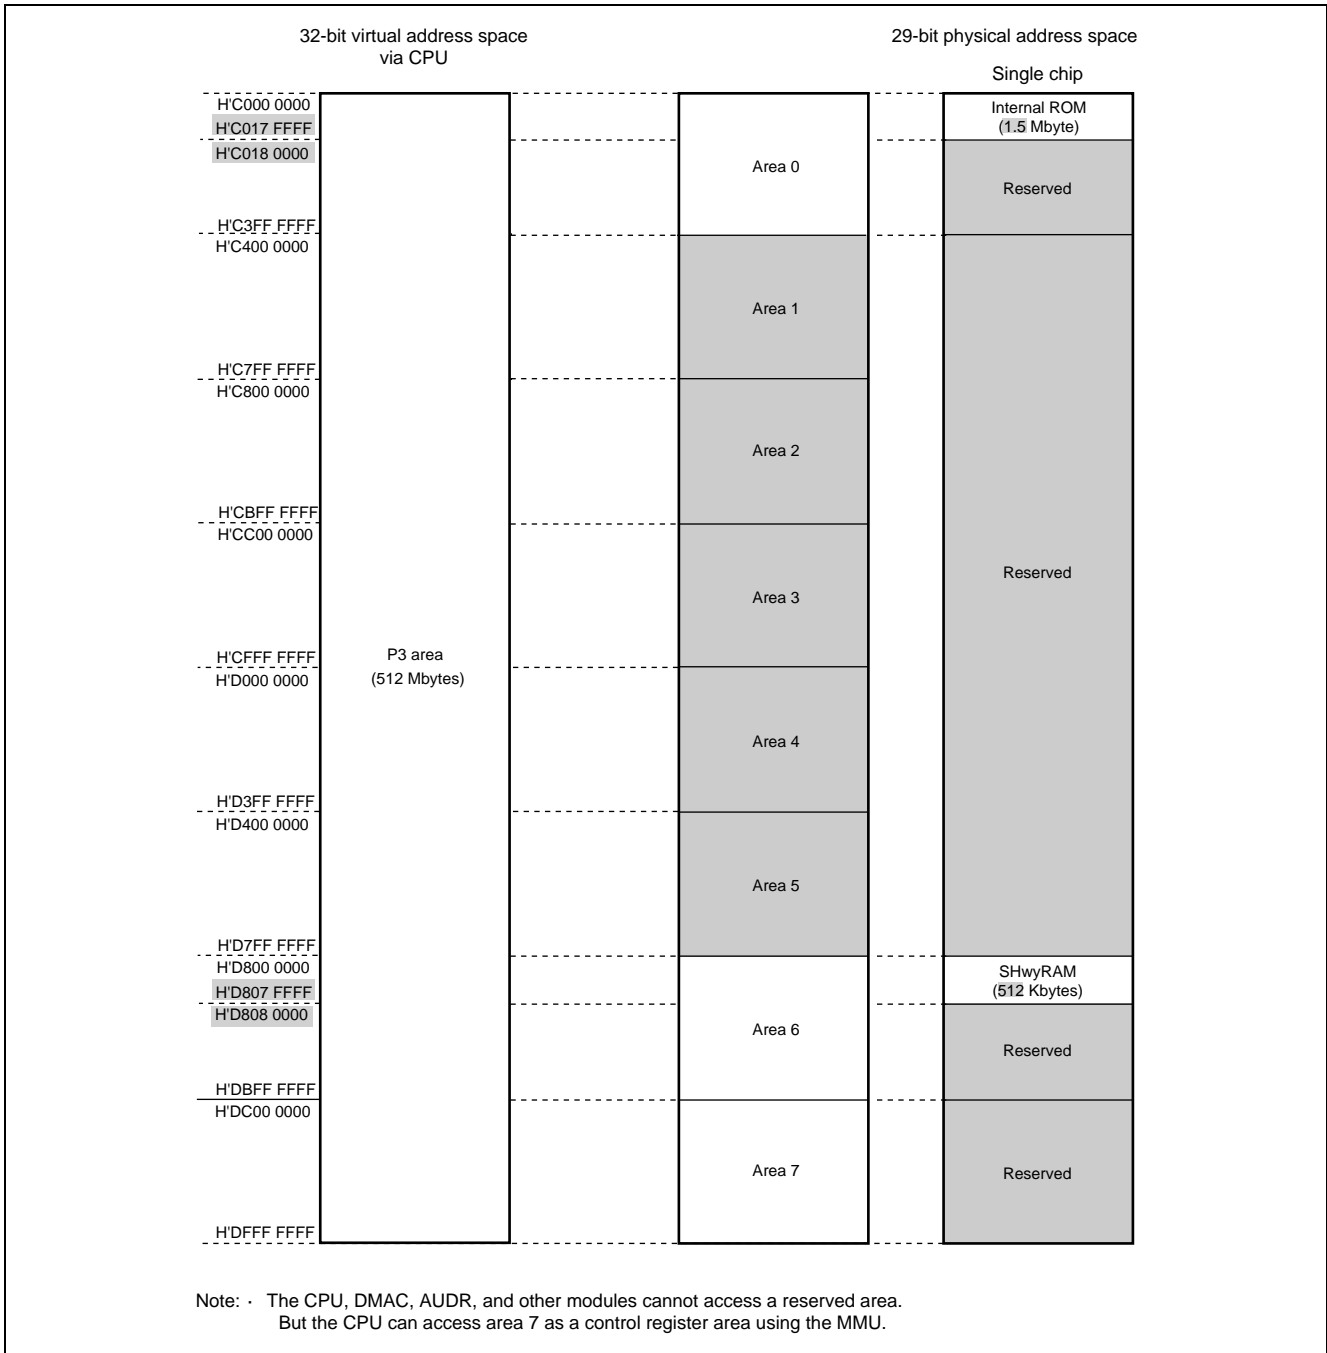 32-bit virtual address space
via CPU
29-bit physical address space
Single chip
H'C000 0000
H'C017 FFFF
H'C018 0000
H'C3FF FFFF
H'C400 0000
H'C7FF FFFF
H'C800 0000
H'CBFF FFFF
H'CC00 0000
H'CFFF FFFF
H'D000 0000
H'D3FF FFFF
H'D400 0000
H'D7FF FFFF
H'D800 0000
H'D807 FFFF
H'D808 0000
H'DBFF FFFF
H'DC00 0000
H'DFFF FFFF
P3 area
(512 Mbytes)
Area 0
Area 1
Area 2
Area 3
Area 4
Area 5
Area 6
Area 7
Internal ROM
(1.5 Mbyte)
Reserved
Reserved
SHwyRAM
(512 Kbytes)
Reserved
Reserved
Note: · The CPU, DMAC, AUDR, and other modules cannot access a reserved area.
But the CPU can access area 7 as a control register area using the MMU.